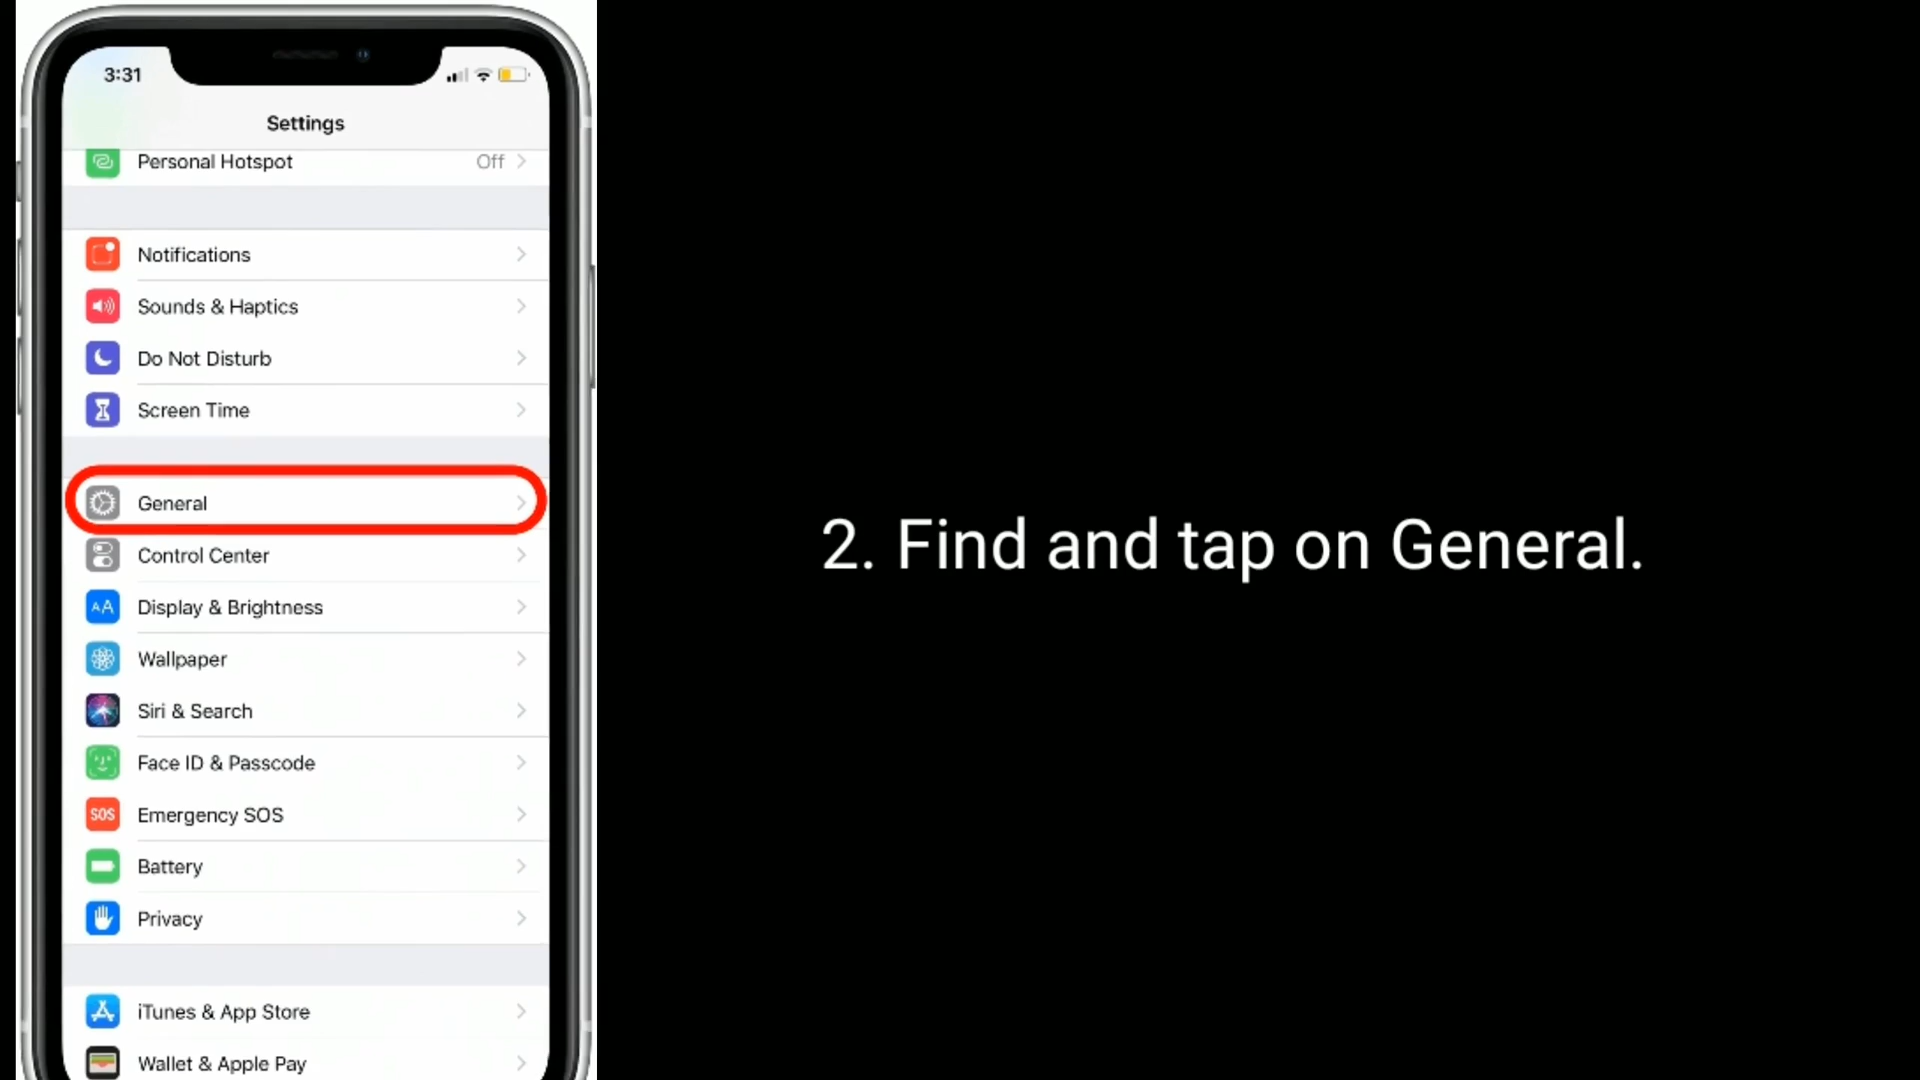 3:31
Settings
Personal Hotspot Off
Notifications
Sounds & Haptics
Do Not Disturb
Screen Time
General
Control Center
AA Display & Brightness
Wallpaper
Siri & Search
Face ID & Passcode
SOS Emergency SOS
Battery
Privacy
iTunes & App Store
Wallet & Apple Pay
2. Find and tap on General.